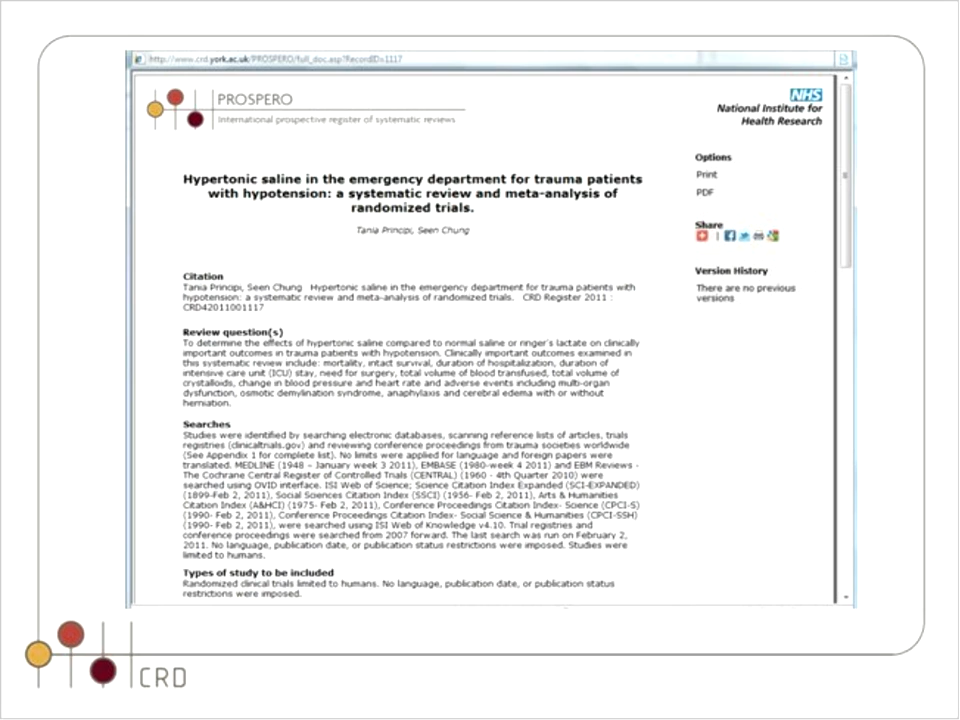 http://www.crd.york.ac.uk/PROSPERO/full_doc.asp?RecordID=1117
PROSPERO
International prospective register of systematic reviews
NHS
National Institute for
Health Research
Hypertonic saline in the emergency department for trauma patients
with hypotension: a systematic review and meta-analysis of
randomized trials.
Tania Principi, Seen Chung
Options
Print
PDF
Share
Version History
There are no previous
versions
Citation
Tania Principi, Seen Chung Hypertonic saline in the emergency department for trauma patients with
hypotension: a systematic review and meta-analysis of randomized trials. CRD Register 2011 :
CRD42011001117
Review question(s)
To determine the effects of hypertonic saline compared to normal saline or ringer's lactate on clinically
important outcomes in trauma patients with hypotension. Clinically important outcomes examined in
this systematic review include: mortality, intact survival, duration of hospitalization, duration of
intensive care unit (ICU) stay, need for surgery, total volume of blood transfused, total volume of
crystalloids, change in blood pressure and heart rate and adverse events including multi-organ
dysfunction, osmotic demylination syndrome, anaphylaxis and cerebral edema with or without
herniation.
Searches
Studies were identified by searching electronic databases, scanning reference lists of articles, trials
registries (clinicaltrials.gov) and reviewing conference proceedings from trauma societies worldwide
(See Appendix 1 for complete list). No limits were applied for language and foreign papers were
translated. MEDLINE (1948 – January week 3 2011), EMBASE (1980-week 4 2011) and EBM Reviews -
The Cochrane Central Register of Controlled Trials (CENTRAL) (1960 - 4th Quarter 2010) were
searched using OVID interface. ISI Web of Science; Science Citation Index Expanded (SCI-EXPANDED)
(1899-Feb 2, 2011), Social Sciences Citation Index (SSCI) (1956- Feb 2, 2011), Arts & Humanities
Citation Index (A&HCI) (1975- Feb 2, 2011), Conference Proceedings Citation Index- Science (CPCI-S)
(1990- Feb 2, 2011), Conference Proceedings Citation Index- Social Science & Humanities (CPCI-SSH)
(1990- Feb 2, 2011), were searched using ISI Web of Knowledge v4.10. Trial registries and
conference proceedings were searched from 2007 forward. The last search was run on February 2,
2011. No language, publication date, or publication status restrictions were imposed. Studies were
limited to humans.
Types of study to be included
Randomized clinical trials limited to humans. No language, publication date, or publication status
restrictions were imposed.
CRD